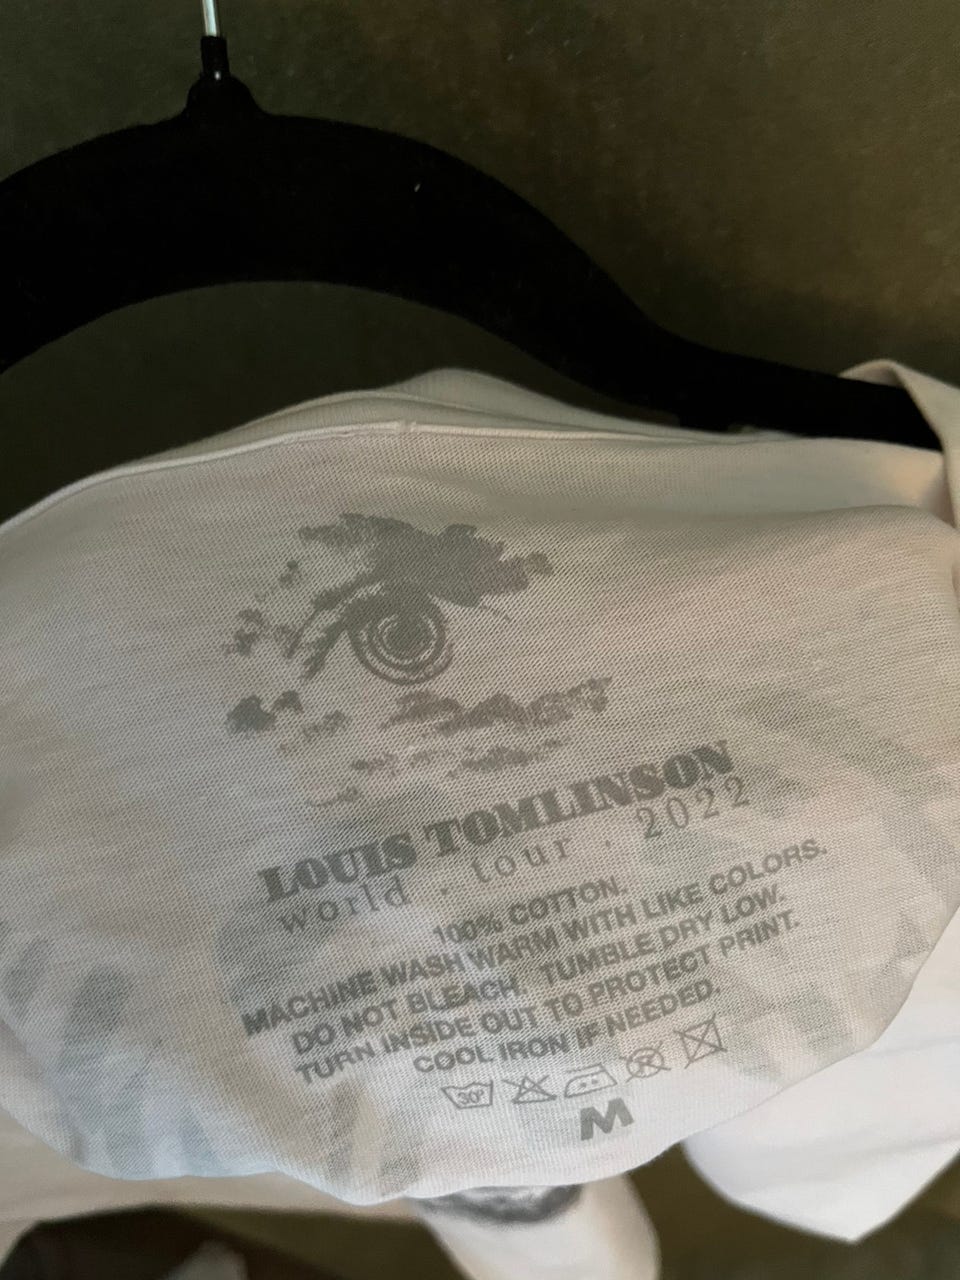 LOUIS TOMLINSON
world · tour · 2022
100% COTTON.
MACHINE WASH WARM WITH LIKE COLORS.
DO NOT BLEACH. TUMBLE DRY LOW.
TURN INSIDE OUT TO PROTECT PRINT.
COOL IRON IF NEEDED.
30°
M